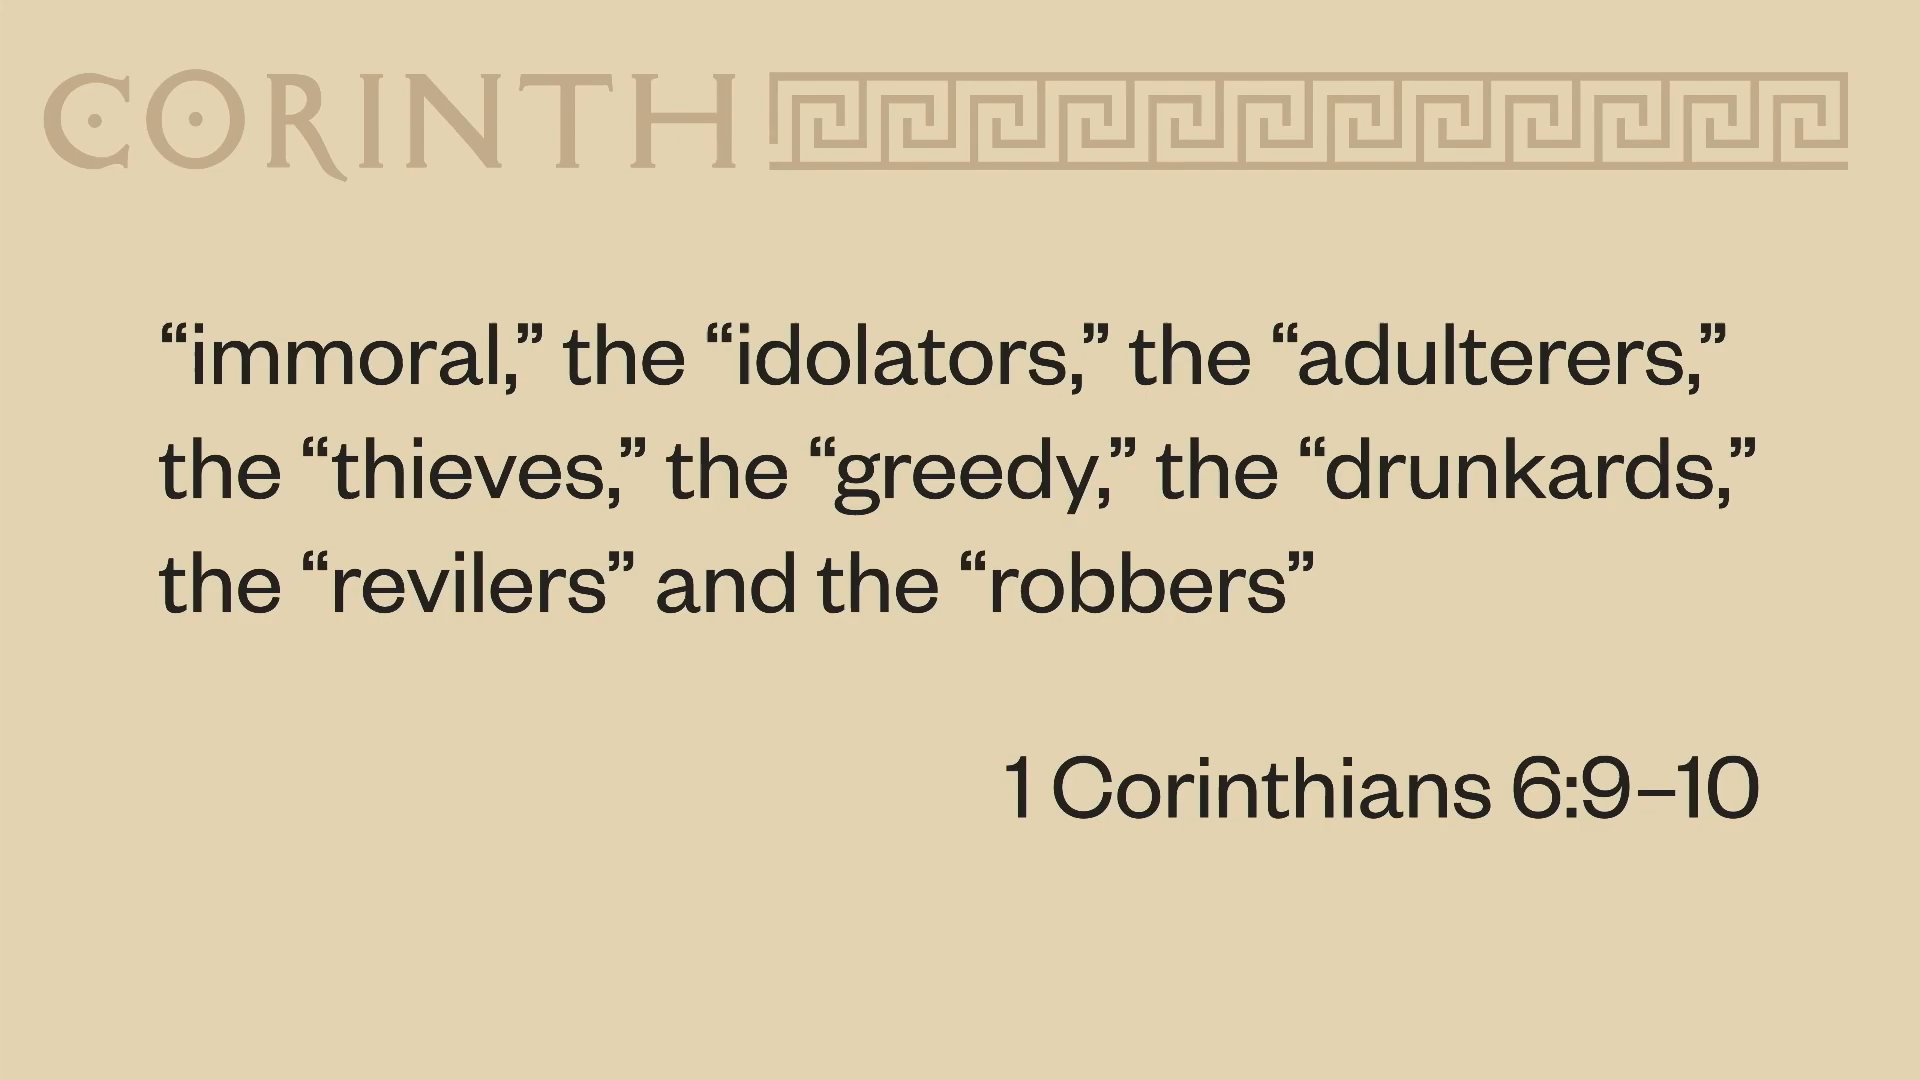 CORINTH
“immoral,” the “idolators,” the “adulterers,”
the “thieves,” the “greedy,” the “drunkards,”
the “revilers” and the “robbers”
1 Corinthians 6:9–10